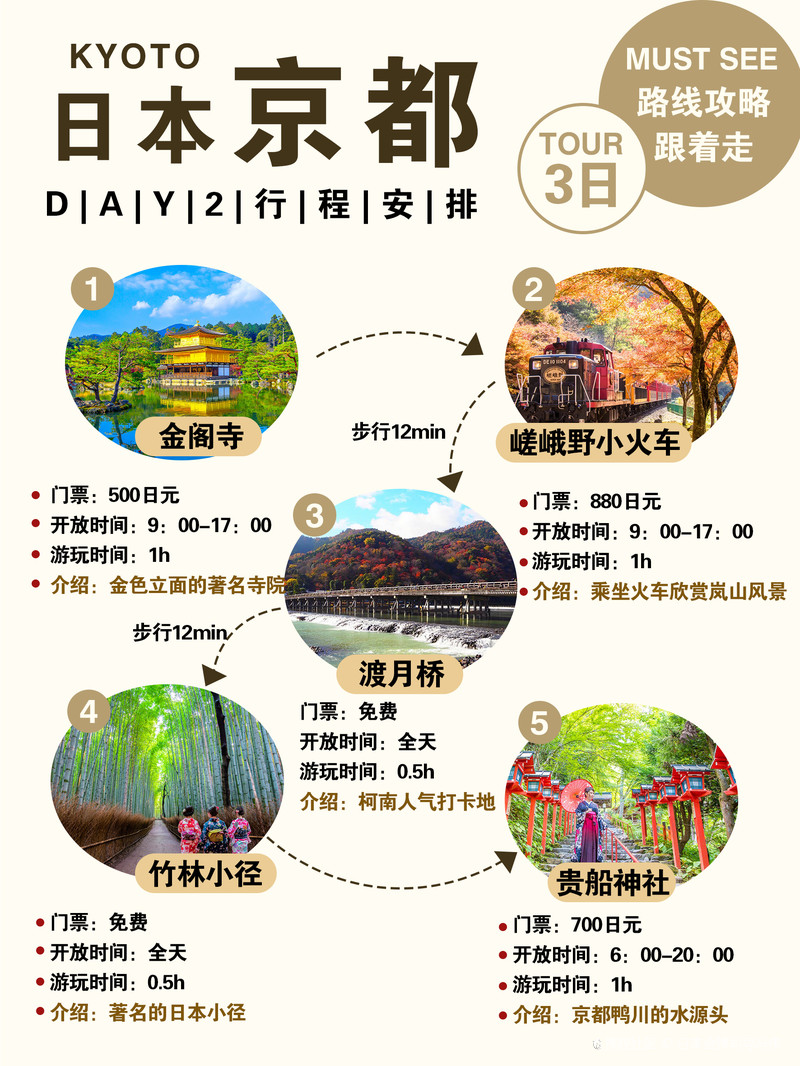 KYOTO
日本京都
D|A|Y|2|行|程|安|排
MUST SEE
路线攻略
跟着走
TOUR
3日
1
金阁寺
门票：500日元
开放时间：9：00-17：00
游玩时间：1h
介绍：金色立面的著名寺院
2
DE10 1104
嵯峨野小火车
门票：880日元
开放时间：9：00-17：00
游玩时间：1h
介绍：乘坐火车欣赏岚山风景
步行12min
3
渡月桥
门票：免费
开放时间：全天
游玩时间：0.5h
介绍：柯南人气打卡地
步行12min
4
竹林小径
门票：免费
开放时间：全天
游玩时间：0.5h
介绍：著名的日本小径
5
贵船神社
门票：700日元
开放时间：6：00-20：00
游玩时间：1h
介绍：京都鸭川的水源头